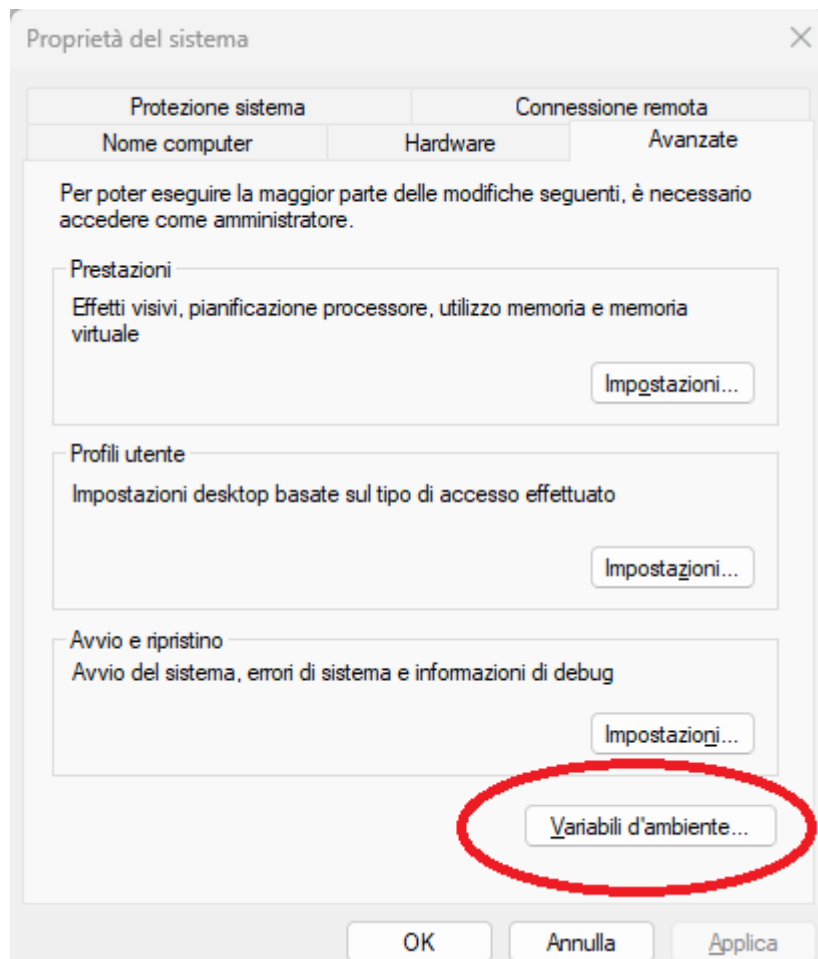 Proprietà del sistema
Protezione sistema
Connessione remota
Nome computer
Hardware
Avanzate
Per poter eseguire la maggior parte delle modifiche seguenti, è necessario
accedere come amministratore.
Prestazioni
Effetti visivi, pianificazione processore, utilizzo memoria e memoria
virtuale
Impostazioni...
Profili utente
Impostazioni desktop basate sul tipo di accesso effettuato
Impostazioni...
Avvio e ripristino
Avvio del sistema, errori di sistema e informazioni di debug
Impostazioni...
Variabili d'ambiente...
OK
Annulla
Applica